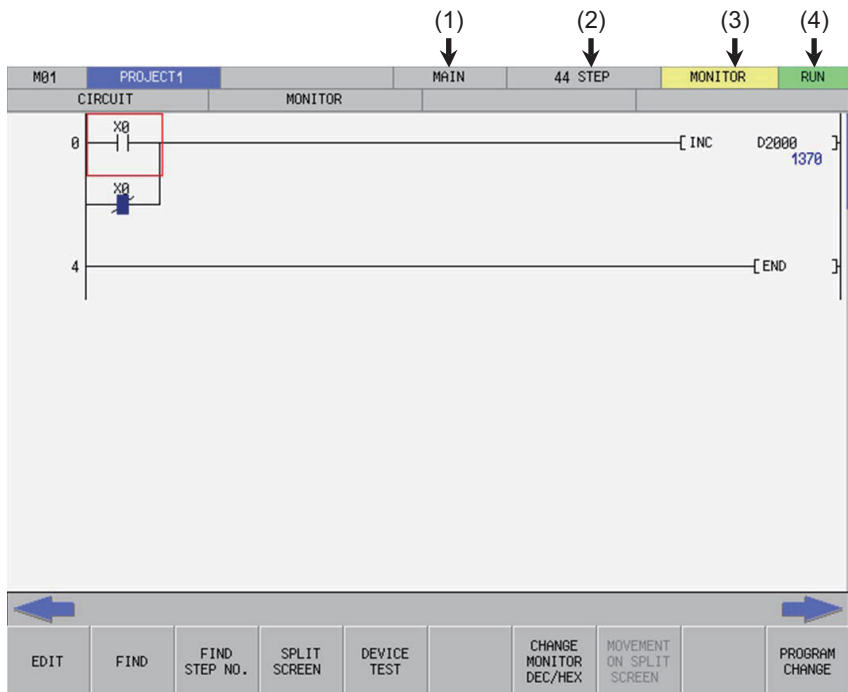 (1) (2) (3) (4)
M01 PROJECT1 MAIN 44 STEP MONITOR RUN
CIRCUIT MONITOR
X0
0 INC D2000
1370
X0
4 END
EDIT
FIND
FIND
STEP NO.
SPLIT
SCREEN
DEVICE
TEST
CHANGE
MONITOR
DEC/HEX
MOVEMENT
ON SPLIT
SCREEN
PROGRAM
CHANGE